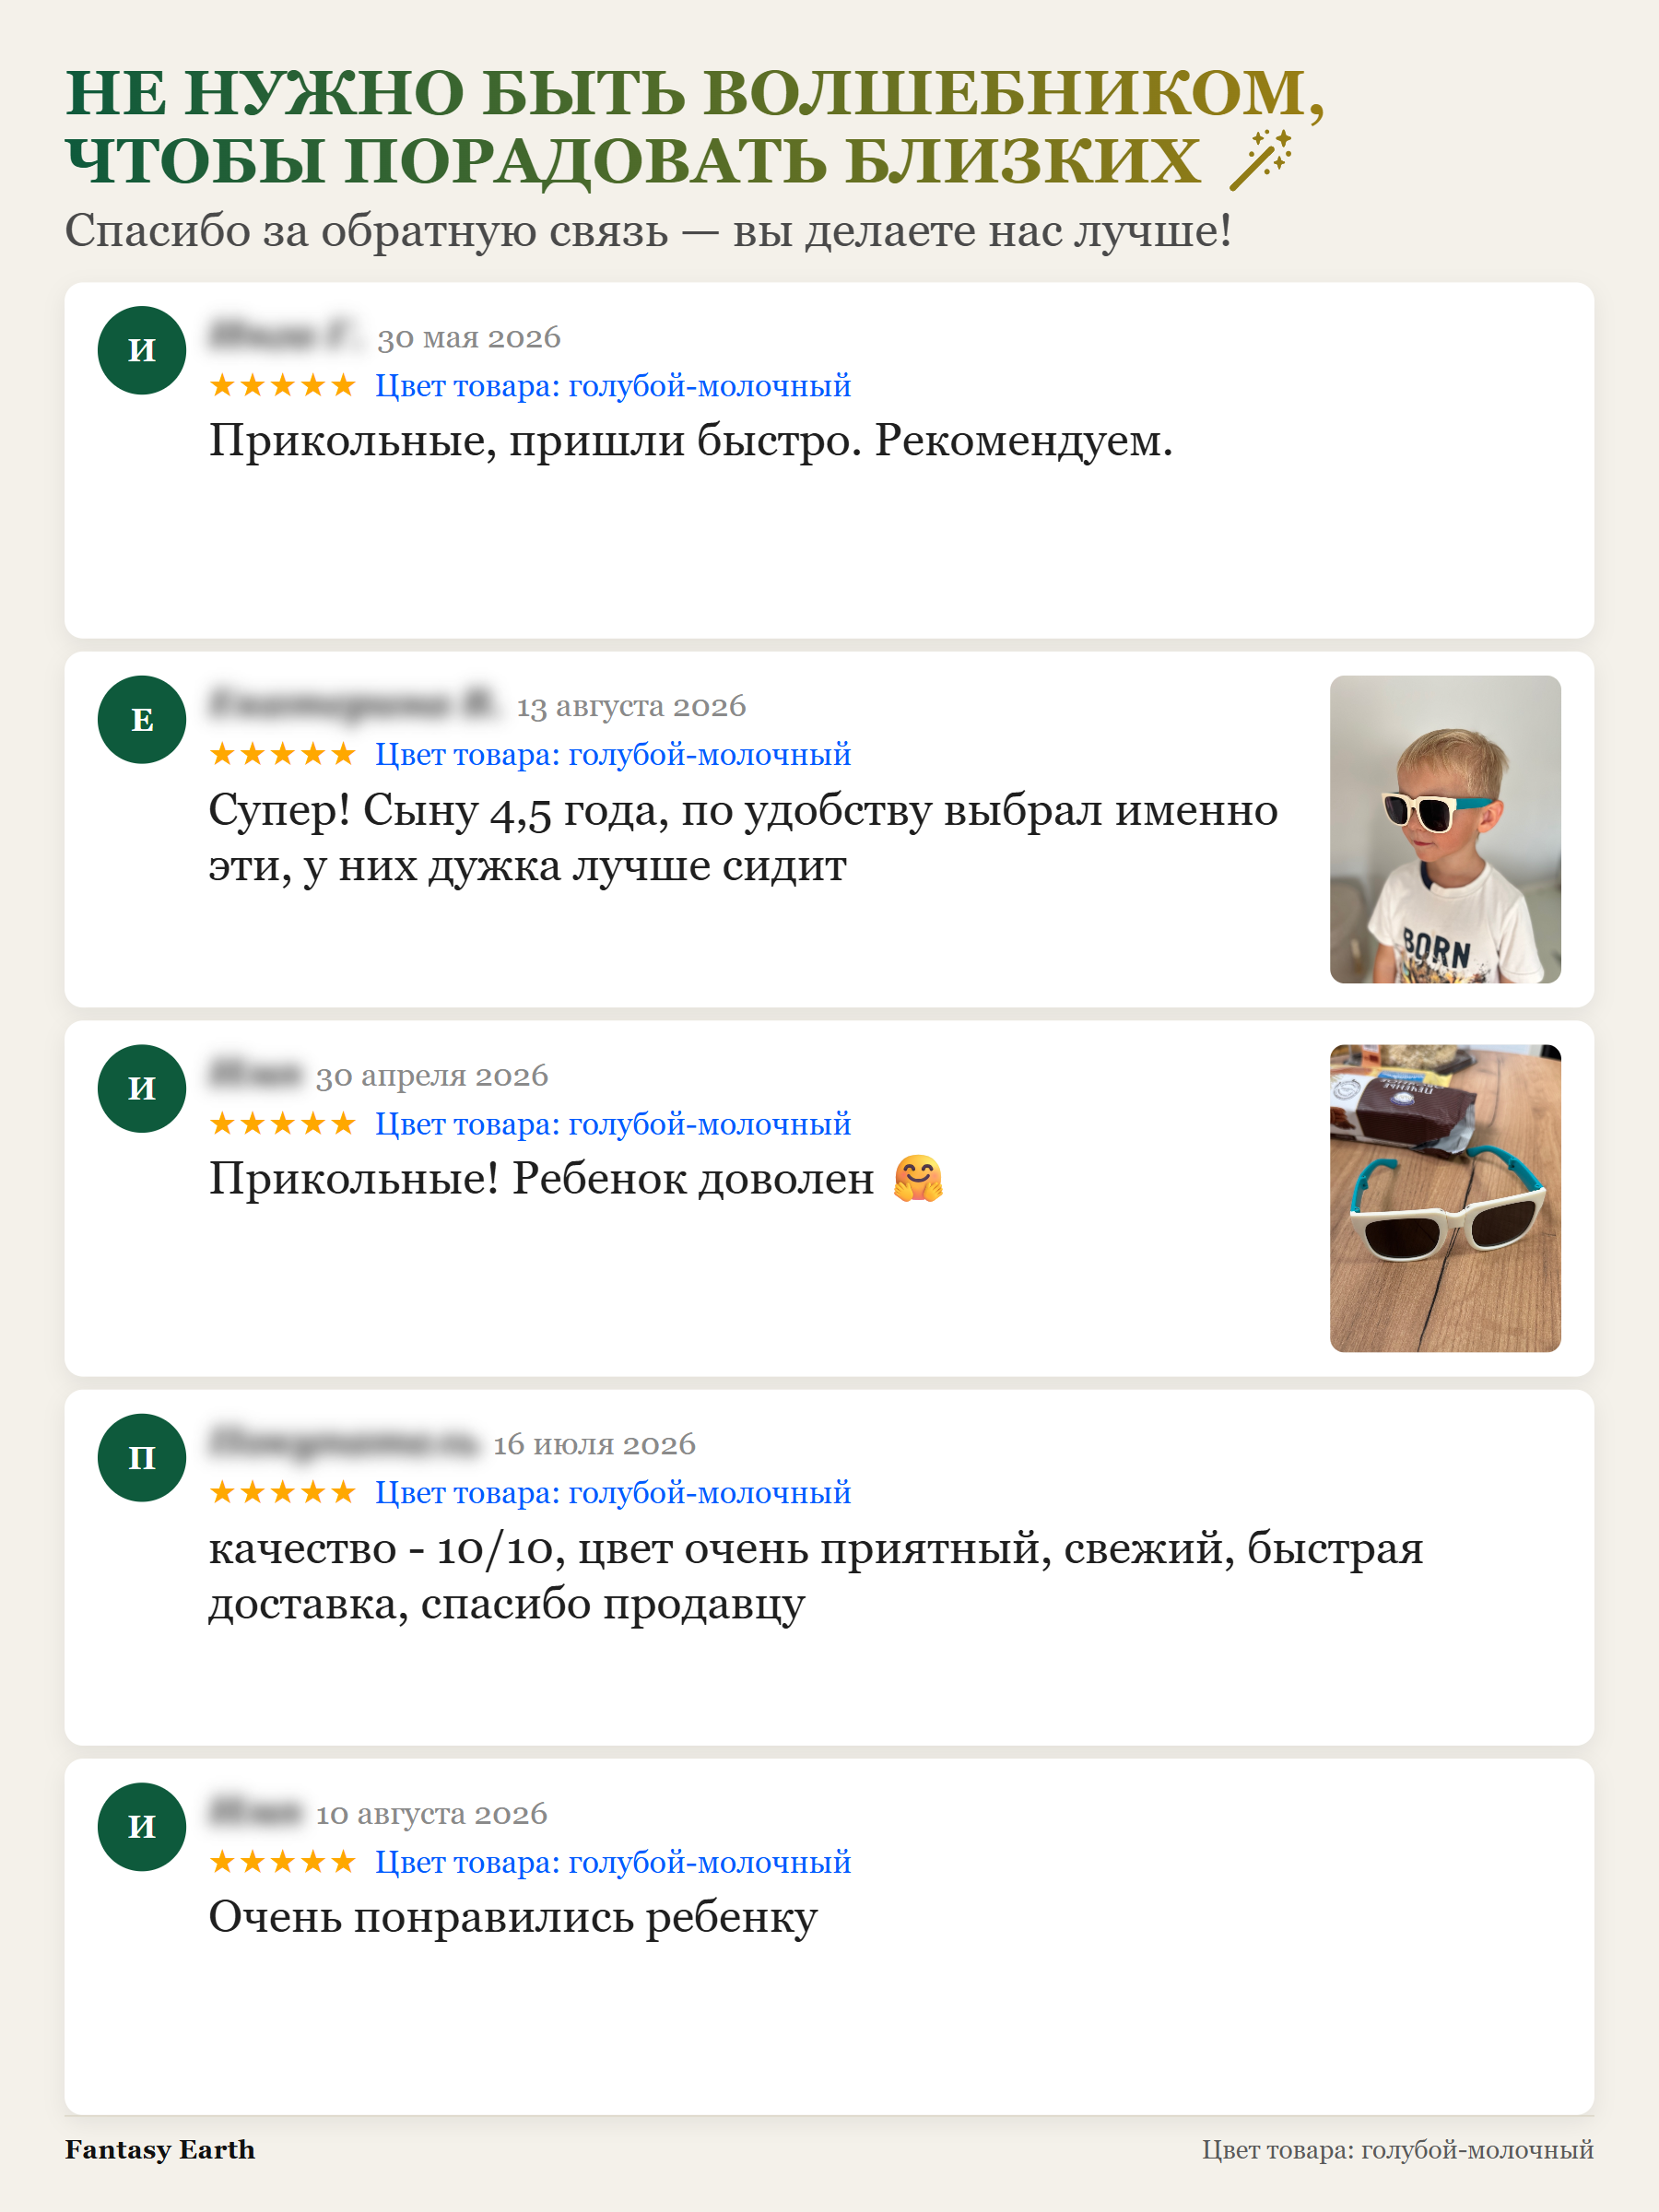 НЕ НУЖНО БЫТЬ ВОЛШЕБНИКОМ,
ЧТОБЫ ПОРАДОВАТЬ БЛИЗКИХ
Спасибо за обратную связь — вы делаете нас лучше!
И
30 мая 2026
★★★★★ Цвет товара: голубой-молочный
Прикольные, пришли быстро. Рекомендуем.
Е
13 августа 2026
★★★★★ Цвет товара: голубой-молочный
Супер! Сыну 4,5 года, по удобству выбрал именно
эти, у них дужка лучше сидит
BORN
И
30 апреля 2026
★★★★★ Цвет товара: голубой-молочный
Прикольные! Ребенок доволен 🤗
ПЕЧЕНЬЕ
П
16 июля 2026
★★★★★ Цвет товара: голубой-молочный
качество - 10/10, цвет очень приятный, свежий, быстрая
доставка, спасибо продавцу
И
10 августа 2026
★★★★★ Цвет товара: голубой-молочный
Очень понравились ребенку
Fantasy Earth
Цвет товара: голубой-молочный